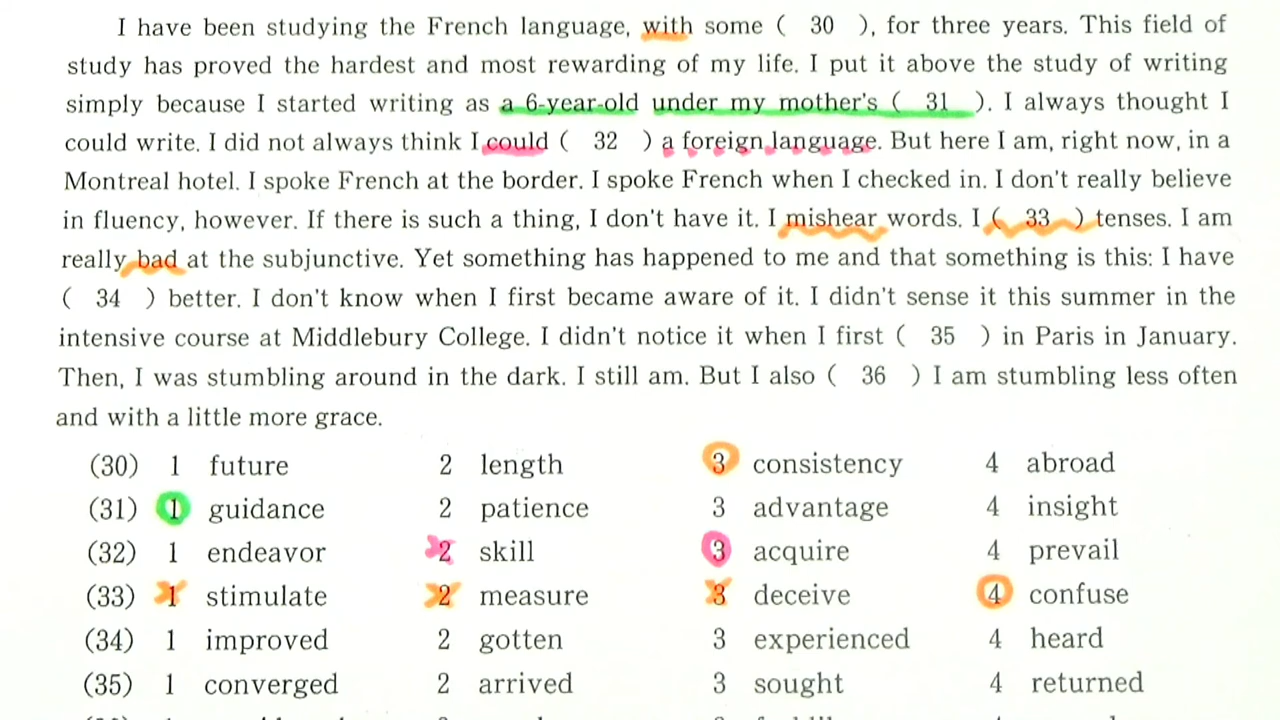 I have been studying the French language, with some ( 30 ), for three years. This field of
study has proved the hardest and most rewarding of my life. I put it above the study of writing
simply because I started writing as a 6-year-old under my mother's ( 31 ). I always thought I
could write. I did not always think I could ( 32 ) a foreign language. But here I am, right now, in a
Montreal hotel. I spoke French at the border. I spoke French when I checked in. I don't really believe
in fluency, however. If there is such a thing, I don't have it. I mishear words. I ( 33 ) tenses. I am
really bad at the subjunctive. Yet something has happened to me and that something is this: I have
( 34 ) better. I don't know when I first became aware of it. I didn't sense it this summer in the
intensive course at Middlebury College. I didn't notice it when I first ( 35 ) in Paris in January.
Then, I was stumbling around in the dark. I still am. But I also ( 36 ) I am stumbling less often
and with a little more grace.
(30) 1 future 2 length 3 consistency 4 abroad
(31) 1 guidance 2 patience 3 advantage 4 insight
(32) 1 endeavor 2 skill 3 acquire 4 prevail
(33) 1 stimulate 2 measure 3 deceive 4 confuse
(34) 1 improved 2 gotten 3 experienced 4 heard
(35) 1 converged 2 arrived 3 sought 4 returned